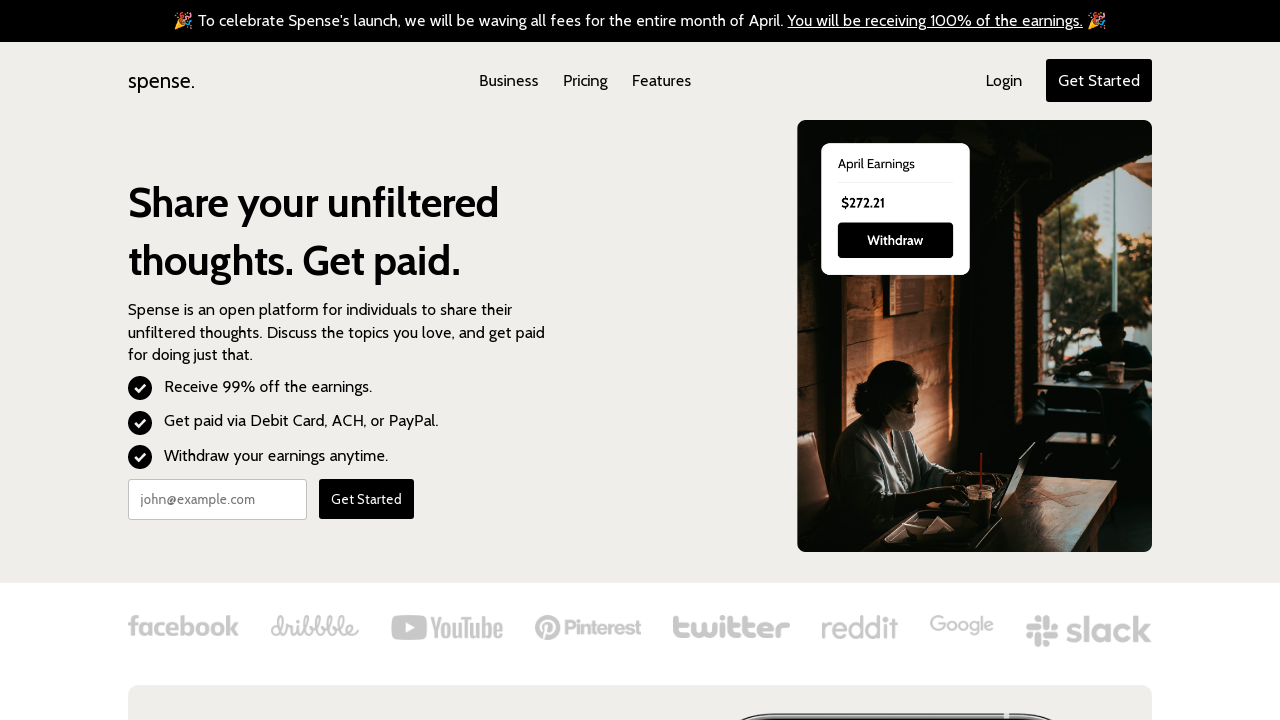 🎉 To celebrate Spense's launch, we will be waving all fees for the entire month of April. You will be receiving 100% of the earnings. 🎉
spense.
Business
Pricing
Features
Login
Get Started
Share your unfiltered
thoughts. Get paid.
Spense is an open platform for individuals to share their
unfiltered thoughts. Discuss the topics you love, and get paid
for doing just that.
Receive 99% off the earnings.
Get paid via Debit Card, ACH, or PayPal.
Withdraw your earnings anytime.
john@example.com
Get Started
April Earnings
$272.21
Withdraw
facebook
dribbble
YouTube
Pinterest
twitter
reddit
Google
slack